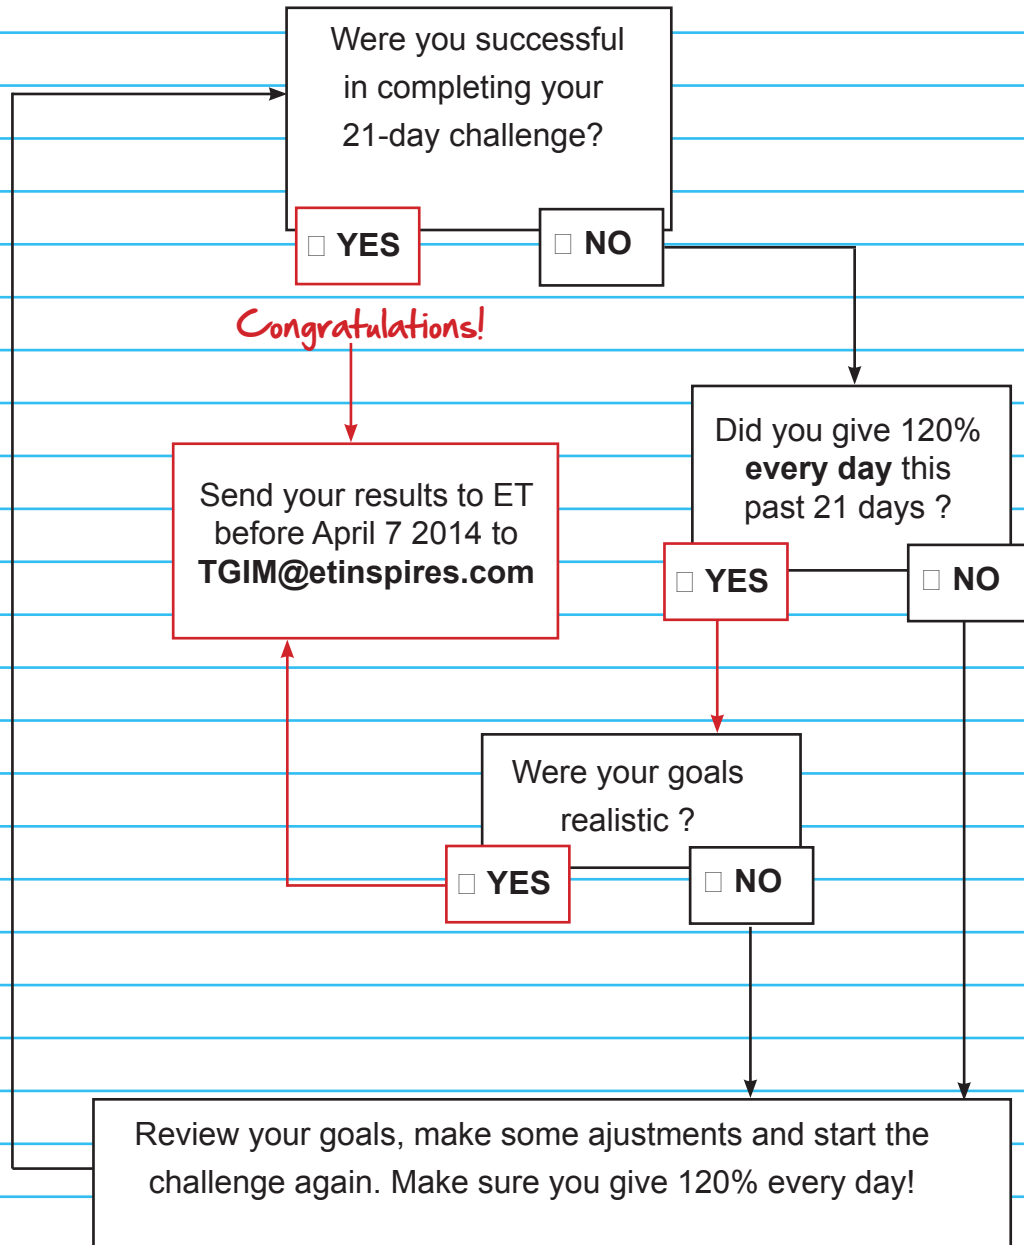 Were you successful
in completing your
21-day challenge?
□ YES
□ NO
Congratulations!
Did you give 120%
every day this
past 21 days ?
□ YES
□ NO
Send your results to ET
before April 7 2014 to
TGIM@etinspires.com
Were your goals
realistic ?
□ YES
□ NO
Review your goals, make some ajustments and start the
challenge again. Make sure you give 120% every day!